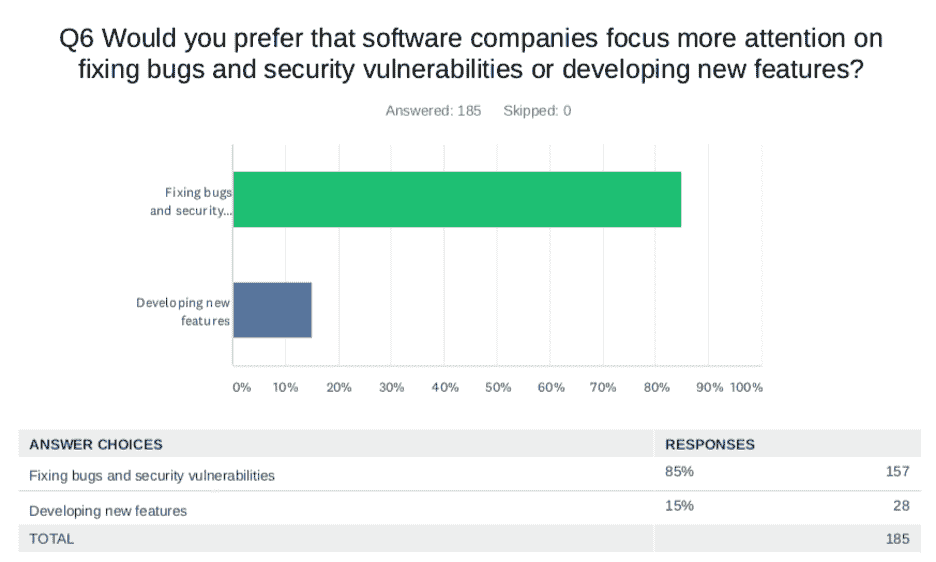 Q6 Would you prefer that software companies focus more attention on
fixing bugs and security vulnerabilities or developing new features?
Answered: 185 Skipped: 0
Fixing bugs
and security...
Developing new
features
0% 10% 20% 30% 40% 50% 60% 70% 80% 90% 100%
ANSWER CHOICES RESPONSES
Fixing bugs and security vulnerabilities 85% 157
Developing new features 15% 28
TOTAL 185